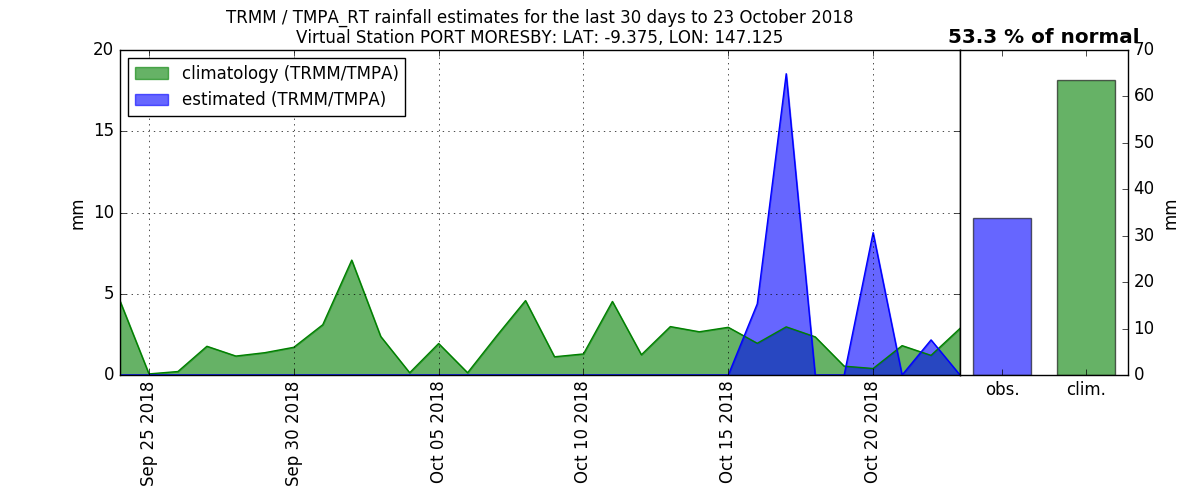 TRMM / TMPA_RT rainfall estimates for the last 30 days to 23 October 2018
Virtual Station PORT MORESBY: LAT: -9.375, LON: 147.125
53.3 % of normal
climatology (TRMM/TMPA)
estimated (TRMM/TMPA)
20
15
10
5
0
mm
Sep 25 2018
Sep 30 2018
Oct 05 2018
Oct 10 2018
Oct 15 2018
Oct 20 2018
70
60
50
40
30
20
10
0
mm
obs.
clim.